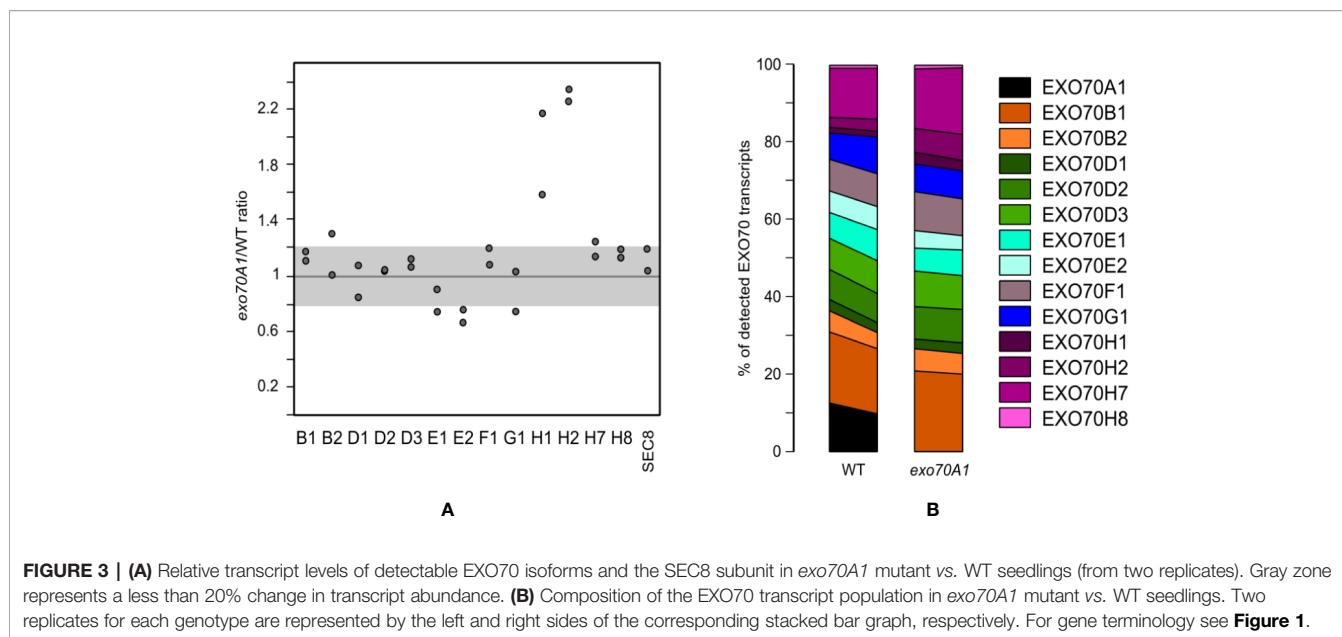 exo70A1/WT ratio
2.2
1.8
1.4
1
0.6
0.2
B1 B2 D1 D2 D3 E1 E2 F1 G1 H1 H2 H7 H8 SEC8
A
% of detected EXO70 transcripts
100
80
60
40
20
0
WT exo70A1
EXO70A1
EXO70B1
EXO70B2
EXO70D1
EXO70D2
EXO70D3
EXO70E1
EXO70E2
EXO70F1
EXO70G1
EXO70H1
EXO70H2
EXO70H7
EXO70H8
B
FIGURE 3 | (A) Relative transcript levels of detectable EXO70 isoforms and the SEC8 subunit in exo70A1 mutant vs. WT seedlings (from two replicates). Gray zone
represents a less than 20% change in transcript abundance. (B) Composition of the EXO70 transcript population in exo70A1 mutant vs. WT seedlings. Two
replicates for each genotype are represented by the left and right sides of the corresponding stacked bar graph, respectively. For gene terminology see Figure 1.